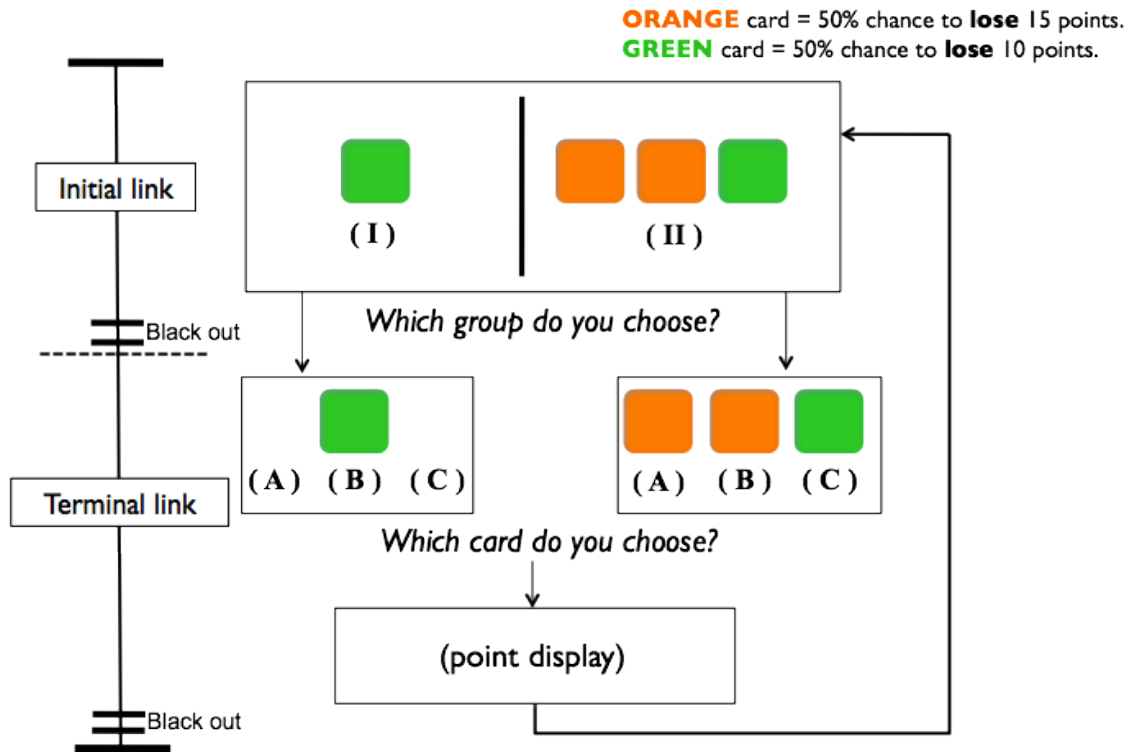 ORANGE card = 50% chance to lose 15 points.
GREEN card = 50% chance to lose 10 points.
Initial link
( I )
( II )
Black out
Which group do you choose?
( A ) ( B ) ( C )
( A ) ( B ) ( C )
Terminal link
Which card do you choose?
(point display)
Black out